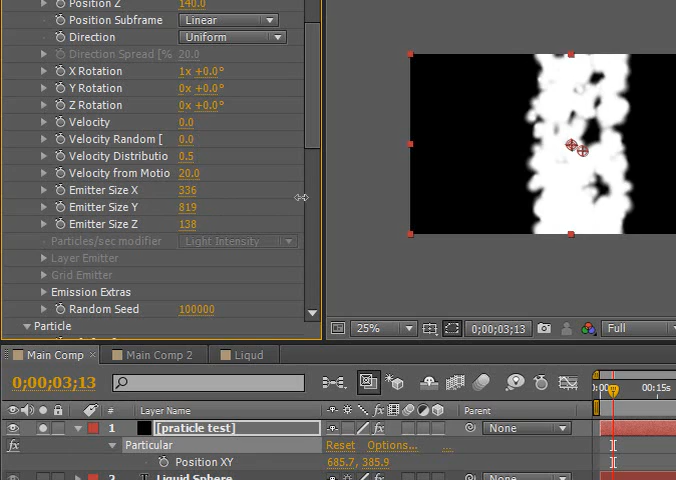 Position Z 140.0
Position Subframe Linear
Direction Uniform
Direction Spread [% 20.0
X Rotation 1x +0.0°
Y Rotation 0x +0.0°
Z Rotation 0x +0.0°
Velocity 0.0
Velocity Random [ 0.0
Velocity Distributio 0.5
Velocity from Motio 20.0
Emitter Size X 336
Emitter Size Y 819
Emitter Size Z 138
Particles/sec modifier Light Intensity
Layer Emitter
Grid Emitter
Emission Extras
Random Seed 100000
Particle
25% 0;00;03;13 Full
Main Comp × Main Comp 2 Liqud
0;00;03;13 00:15s
# Layer Name fx Parent
1 [praticle test] fx None
fx Particular Reset Options...
Position XY 685.7, 385.9
2 T Liquid Sphere None